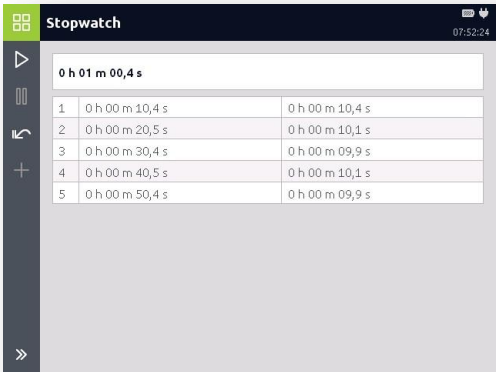 Stopwatch
07:52:24
0 h 01 m 00,4 s
1 0 h 00 m 10,4 s 0 h 00 m 10,4 s
2 0 h 00 m 20,5 s 0 h 00 m 10,1 s
3 0 h 00 m 30,4 s 0 h 00 m 09,9 s
4 0 h 00 m 40,5 s 0 h 00 m 10,1 s
5 0 h 00 m 50,4 s 0 h 00 m 09,9 s